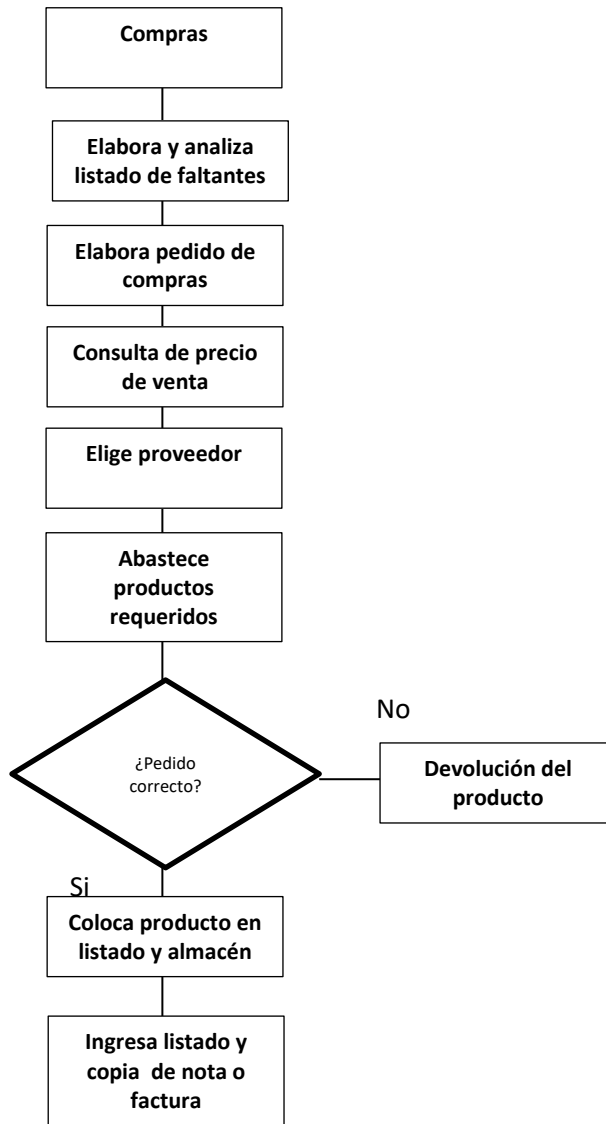 Compras
Elabora y analiza
listado de faltantes
Elabora pedido de
compras
Consulta de precio
de venta
Elige proveedor
Abastece
productos
requeridos
¿Pedido
correcto?
No
Devolución del
producto
Si
Coloca producto en
listado y almacén
Ingresa listado y
copia de nota o
factura